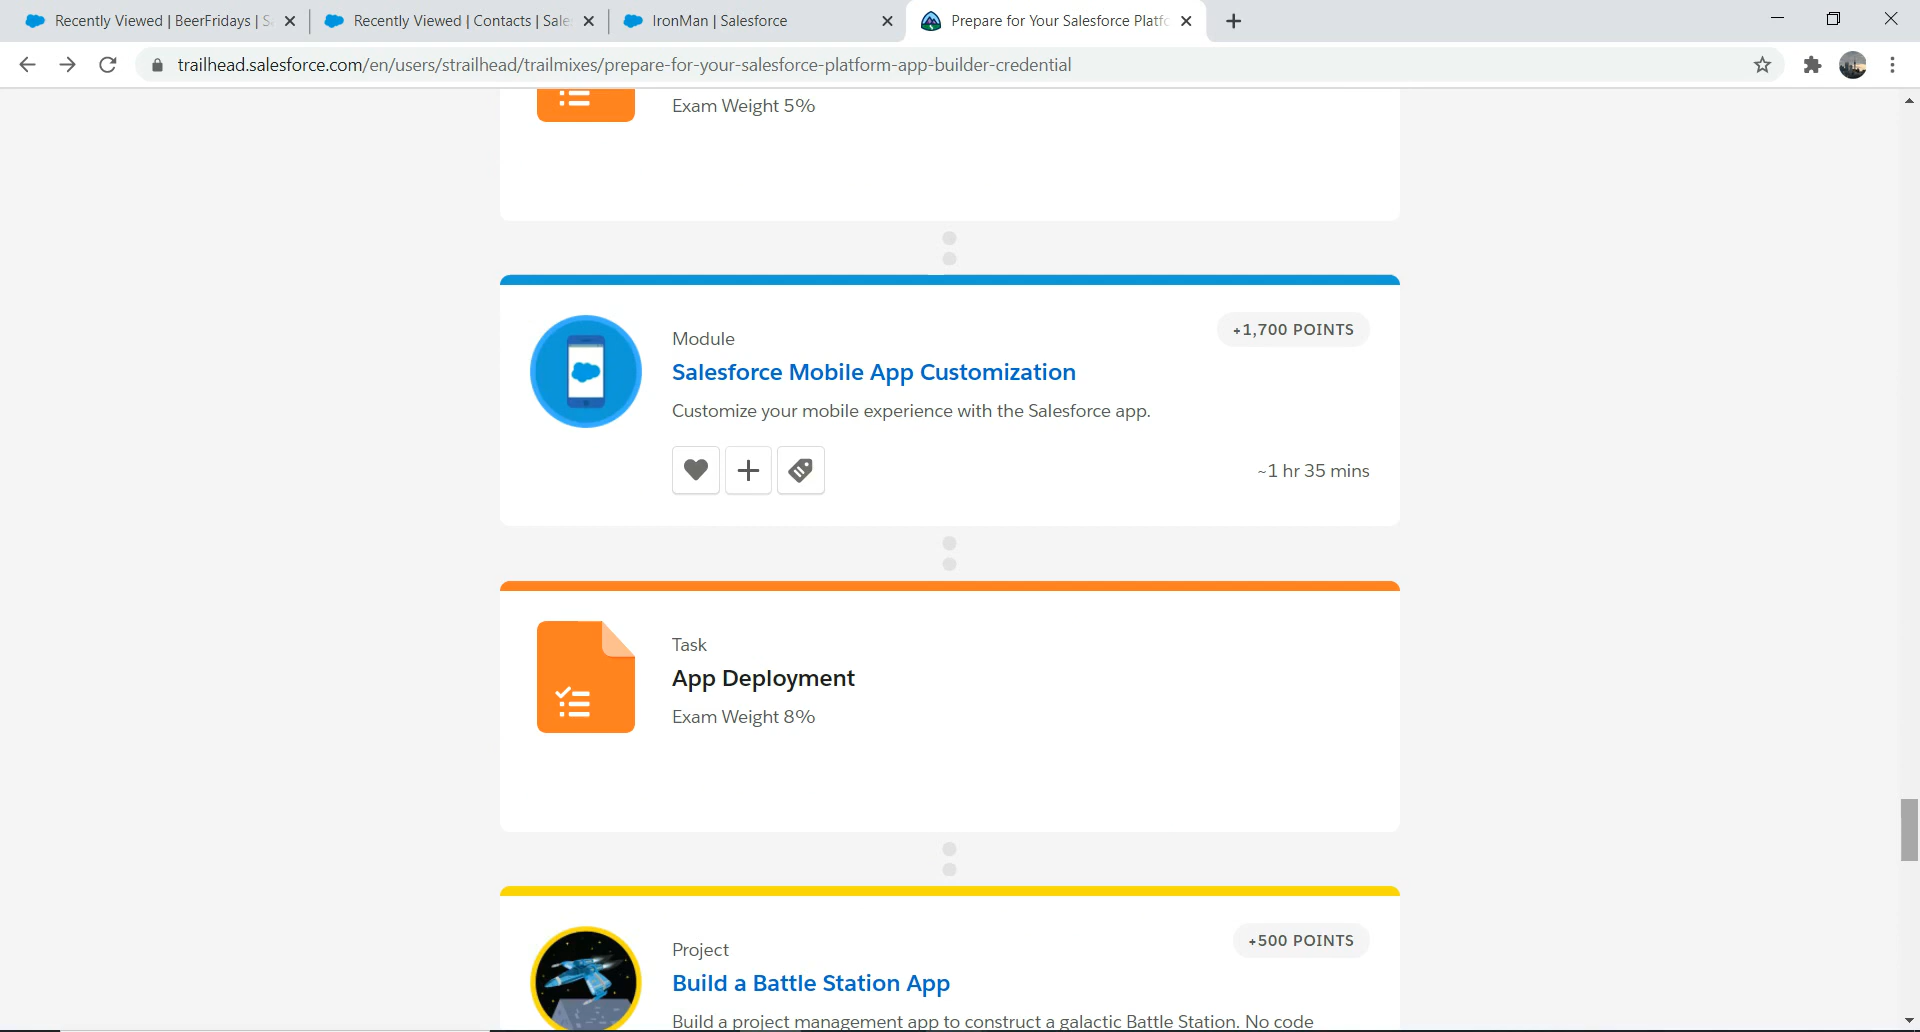 Recently Viewed | BeerFridays | S
Recently Viewed | Contacts | Sale
IronMan | Salesforce
Prepare for Your Salesforce Platfo
trailhead.salesforce.com/en/users/strailhead/trailmixes/prepare-for-your-salesforce-platform-app-builder-credential
Exam Weight 5%
Module
+1,700 POINTS
Salesforce Mobile App Customization
Customize your mobile experience with the Salesforce app.
~1 hr 35 mins
Task
App Deployment
Exam Weight 8%
Project
+500 POINTS
Build a Battle Station App
Build a project management app to construct a galactic Battle Station. No code